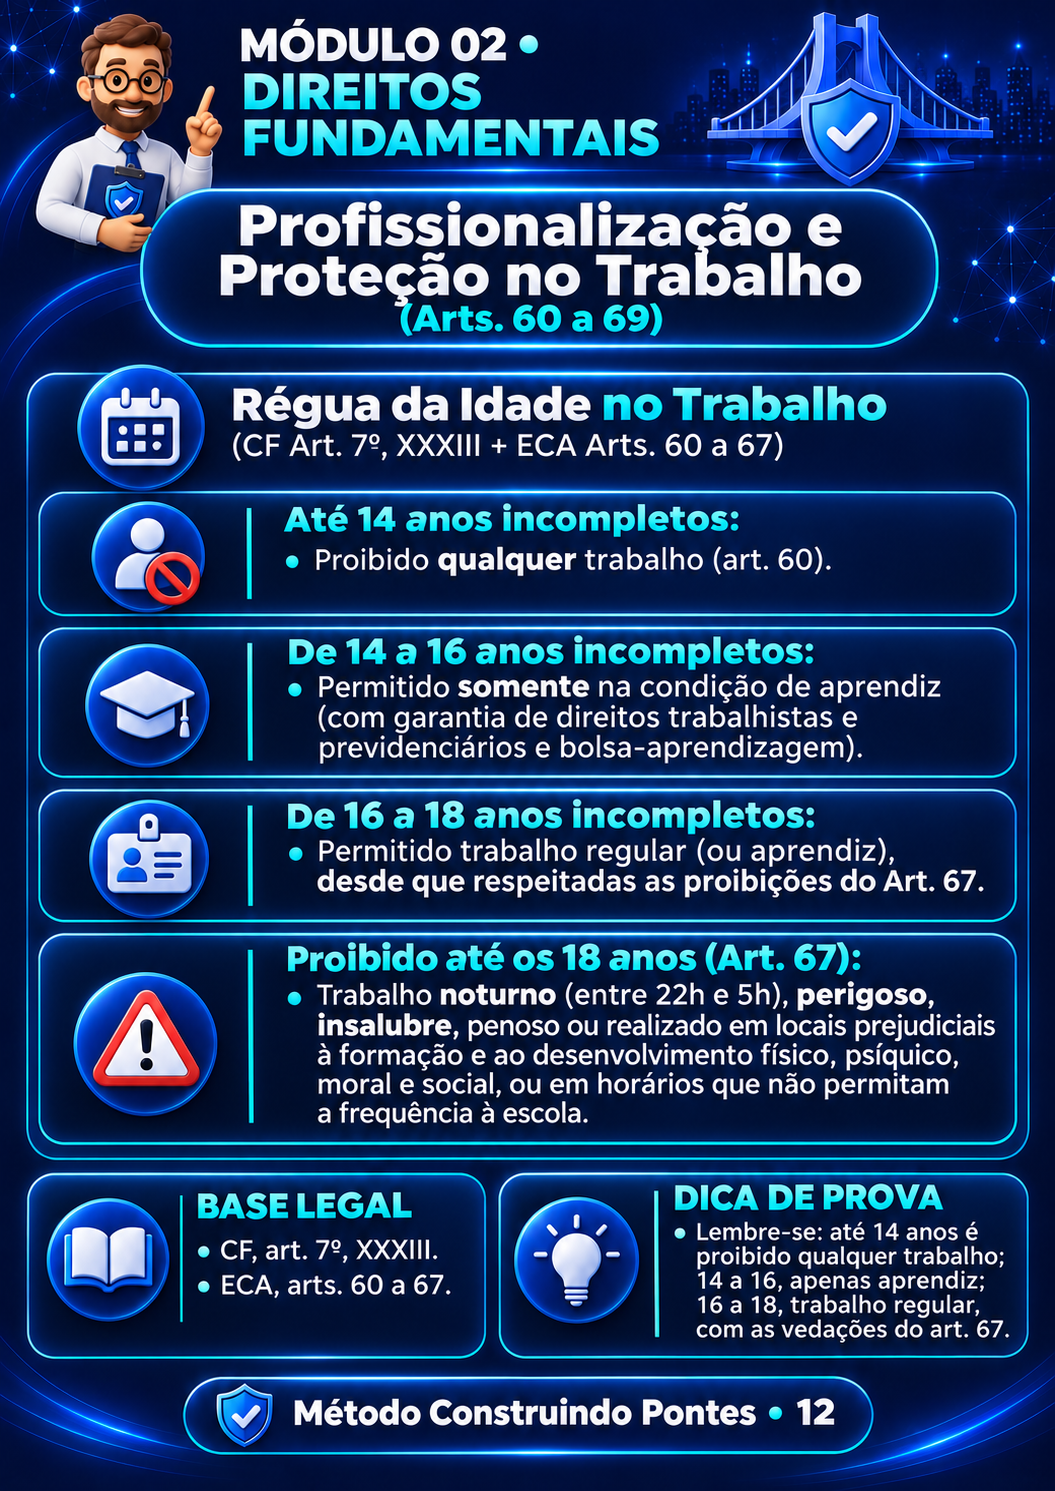 MÓDULO 02 •
DIREITOS
FUNDAMENTAIS
Profissionalização e
Proteção no Trabalho
(Arts. 60 a 69)
Régua da Idade no Trabalho
(CF Art. 7º, XXXIII + ECA Arts. 60 a 67)
Até 14 anos incompletos:
• Proibido qualquer trabalho (art. 60).
De 14 a 16 anos incompletos:
• Permitido somente na condição de aprendiz
(com garantia de direitos trabalhistas e
previdenciários e bolsa-aprendizagem).
De 16 a 18 anos incompletos:
• Permitido trabalho regular (ou aprendiz),
desde que respeitadas as proibições do Art. 67.
Proibido até os 18 anos (Art. 67):
• Trabalho noturno (entre 22h e 5h), perigoso,
insalubre, penoso ou realizado em locais prejudiciais
à formação e ao desenvolvimento físico, psíquico,
moral e social, ou em horários que não permitam
a frequência à escola.
BASE LEGAL
• CF, art. 7º, XXXIII.
• ECA, arts. 60 a 67.
DICA DE PROVA
• Lembre-se: até 14 anos é
proibido qualquer trabalho;
14 a 16, apenas aprendiz;
16 a 18, trabalho regular,
com as vedações do art. 67.
Método Construindo Pontes • 12